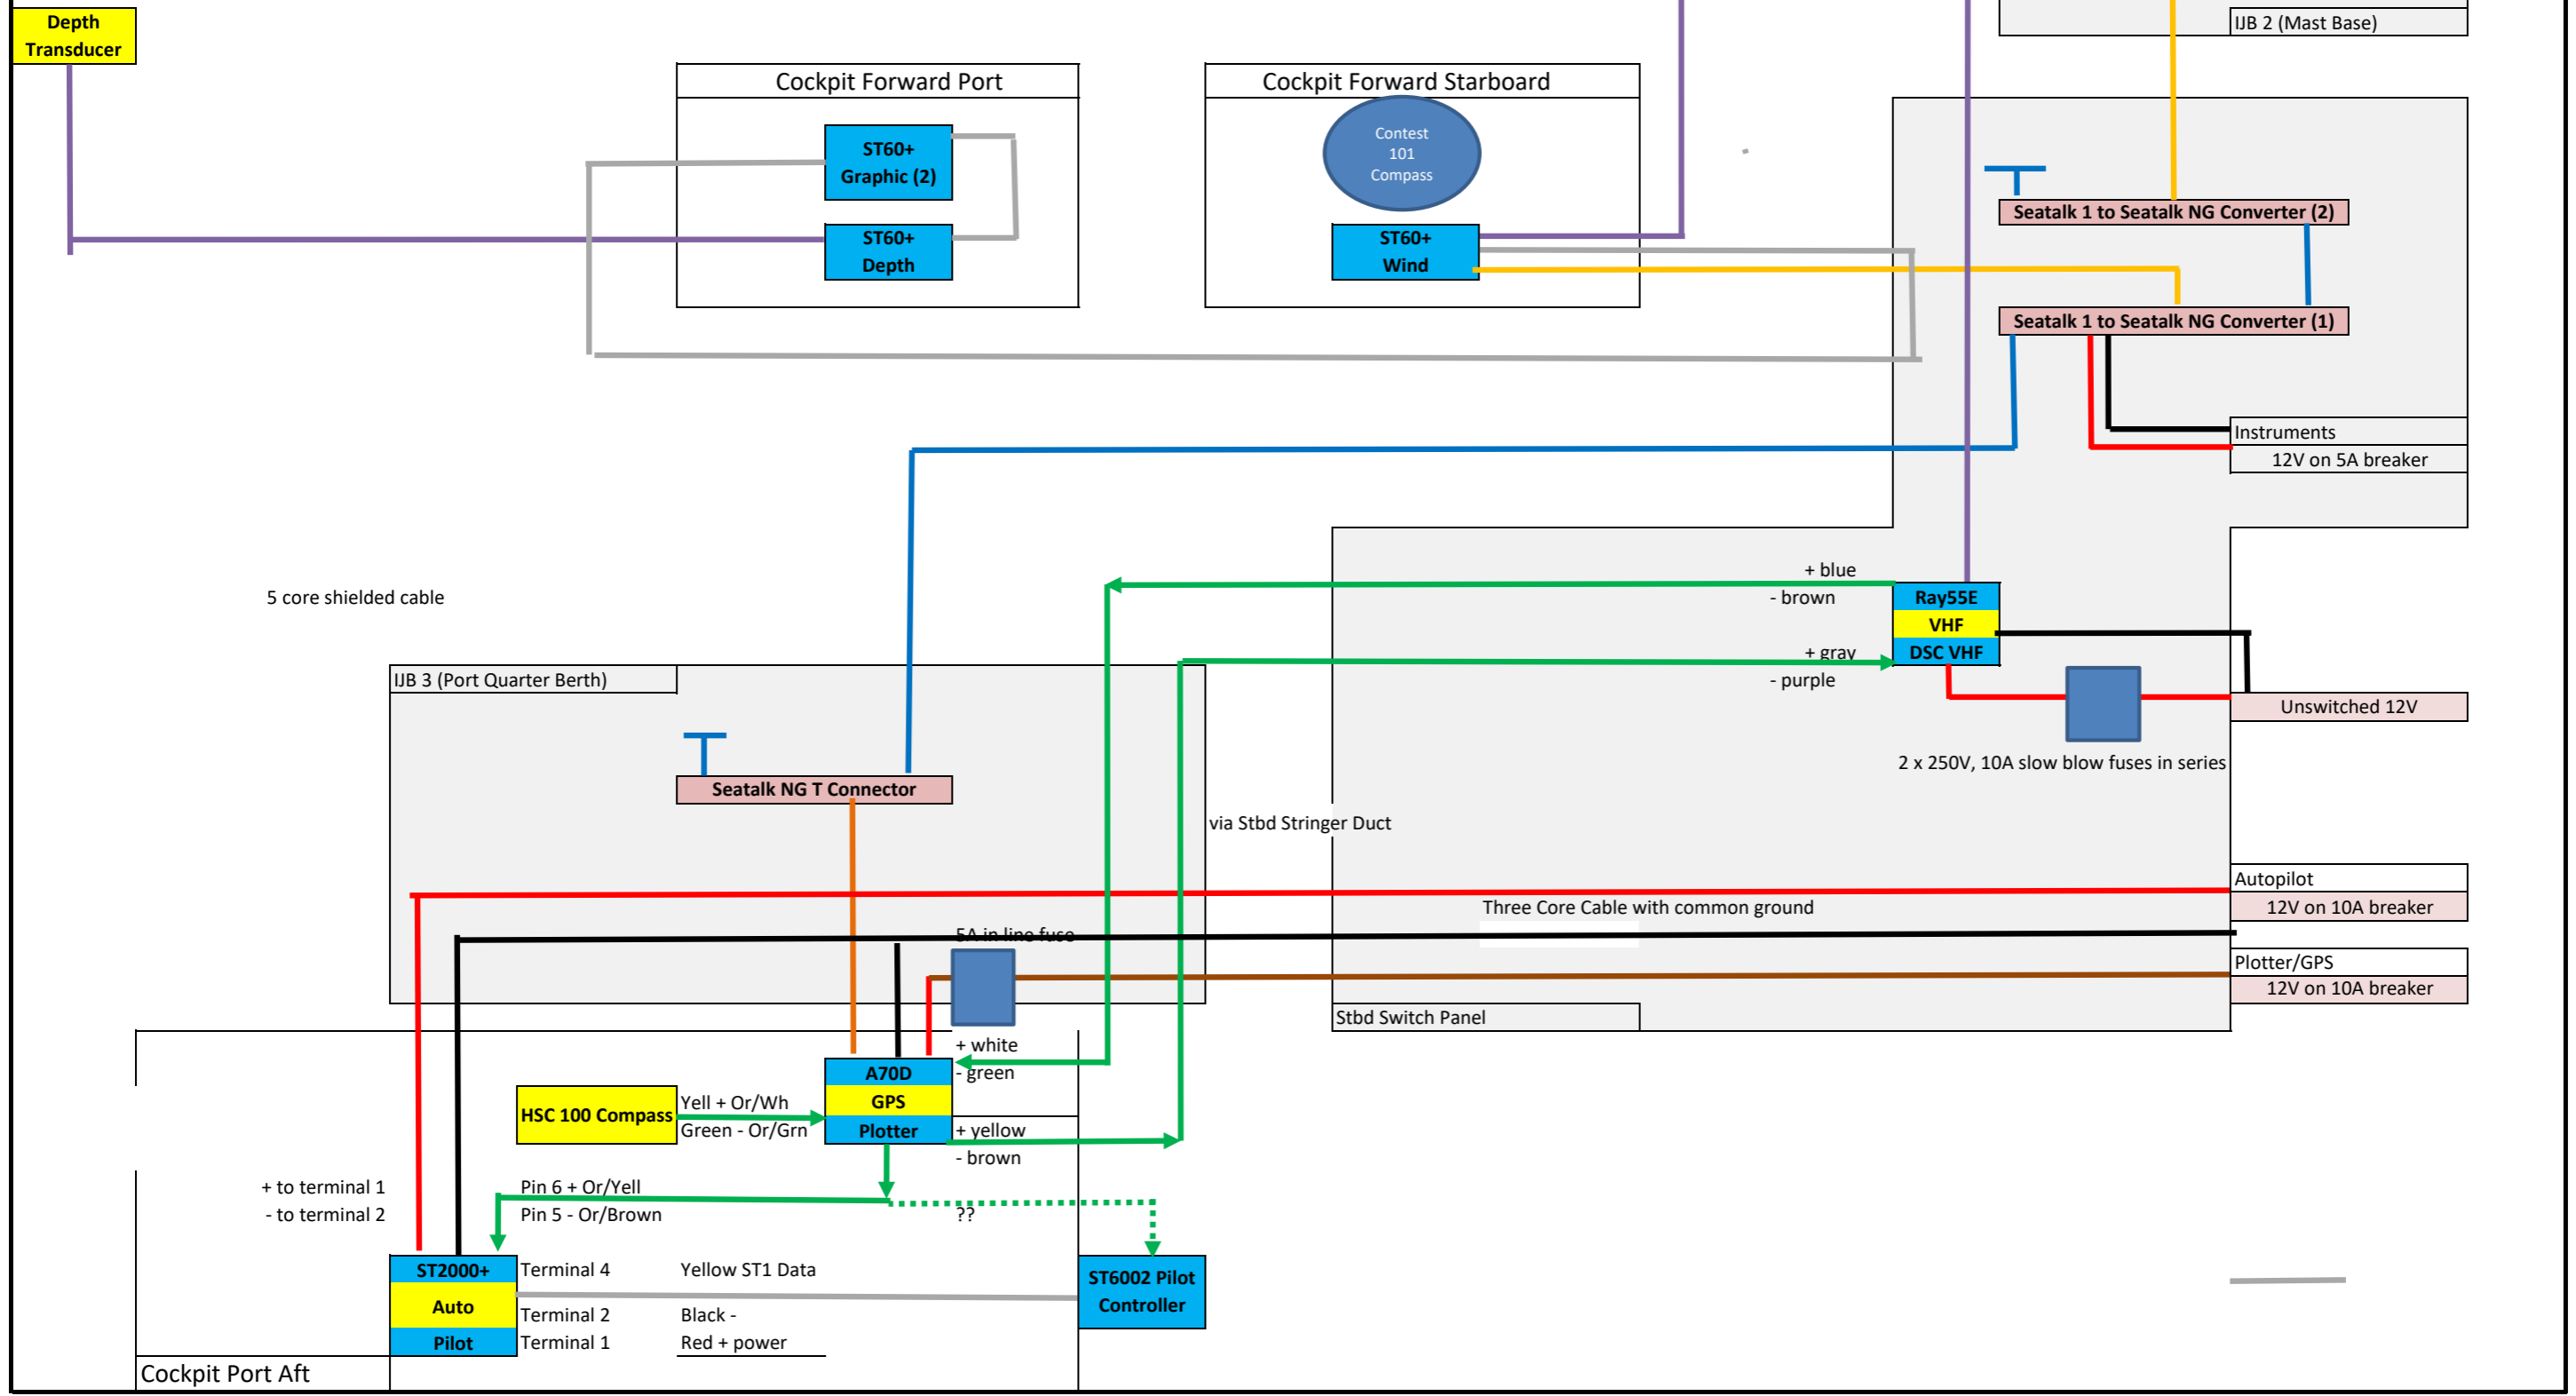 Depth
Transducer
IJB 2 (Mast Base)
Cockpit Forward Port
Cockpit Forward Starboard
ST60+
Graphic (2)
Contest
101
Compass
Seatalk 1 to Seatalk NG Converter (2)
ST60+
Depth
ST60+
Wind
Seatalk 1 to Seatalk NG Converter (1)
Instruments
12V on 5A breaker
5 core shielded cable
+ blue
- brown
Ray55E
VHF
DSC VHF
+ gray
- purple
IJB 3 (Port Quarter Berth)
Unswitched 12V
2 x 250V, 10A slow blow fuses in series
Seatalk NG T Connector
via Stbd Stringer Duct
Autopilot
12V on 10A breaker
Three Core Cable with common ground
5A in line fuse
Plotter/GPS
12V on 10A breaker
Stbd Switch Panel
+ white
- green
A70D
GPS
Plotter
HSC 100 Compass
Yell + Or/Wh
Green - Or/Grn
+ yellow
- brown
+ to terminal 1
- to terminal 2
Pin 6 + Or/Yell
Pin 5 - Or/Brown
??
ST2000+
Auto
Pilot
Terminal 4 Yellow ST1 Data
Terminal 2 Black -
Terminal 1 Red + power
ST6002 Pilot
Controller
Cockpit Port Aft